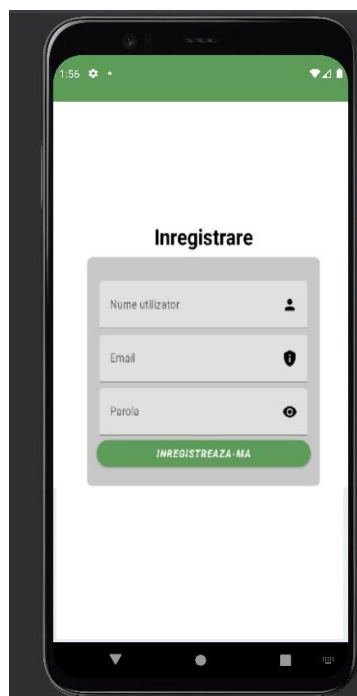 1:56
Inregistrare
Nume utilizator
Email
Parola
INREGISTREAZA-MA